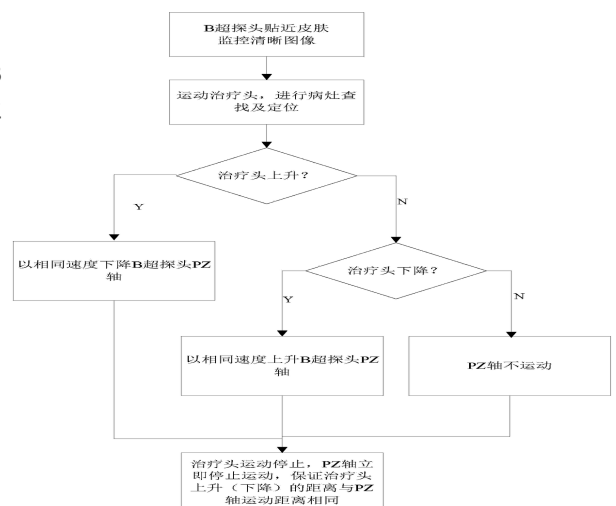 B超探头贴近皮肤
监控清晰图像
运动治疗头，进行病灶查
找及定位
治疗头上升？
Y
N
以相同速度下降B超探头PZ
轴
治疗头下降？
Y
N
以相同速度上升B超探头PZ
轴
PZ轴不运动
治疗头运动停止，PZ轴立
即停止运动，保证治疗头
上升（下降）的距离与PZ
轴运动距离相同